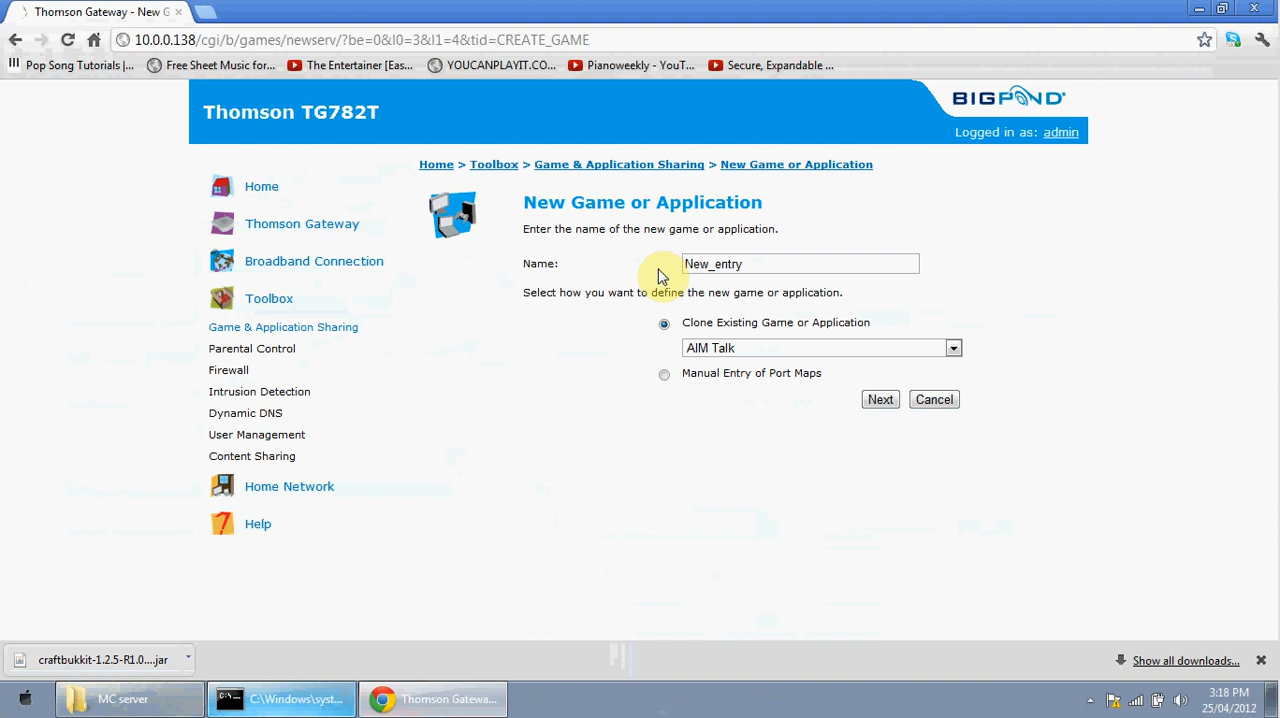 Thomson Gateway - New G
10.0.0.138/cgi/b/games/newserv/?be=0&l0=3&l1=4&tid=CREATE_GAME
Pop Song Tutorials |... Free Sheet Music for... The Entertainer [Eas... YOUCANPLAYIT.CO... Pianoweekly - YouT... Secure, Expandable ...
Thomson TG782T
BIGPOND
Logged in as: admin
Home > Toolbox > Game & Application Sharing > New Game or Application
Home
Thomson Gateway
Broadband Connection
Toolbox
Game & Application Sharing
Parental Control
Firewall
Intrusion Detection
Dynamic DNS
User Management
Content Sharing
Home Network
Help
New Game or Application
Enter the name of the new game or application.
Name: New_entry
Select how you want to define the new game or application.
Clone Existing Game or Application
AIM Talk
Manual Entry of Port Maps
Next Cancel
craftbukkit-1.2.5-R1.0....jar
Show all downloads...
MC server C:\Windows\syst... Thomson Gatewa...
3:18 PM
25/04/2012